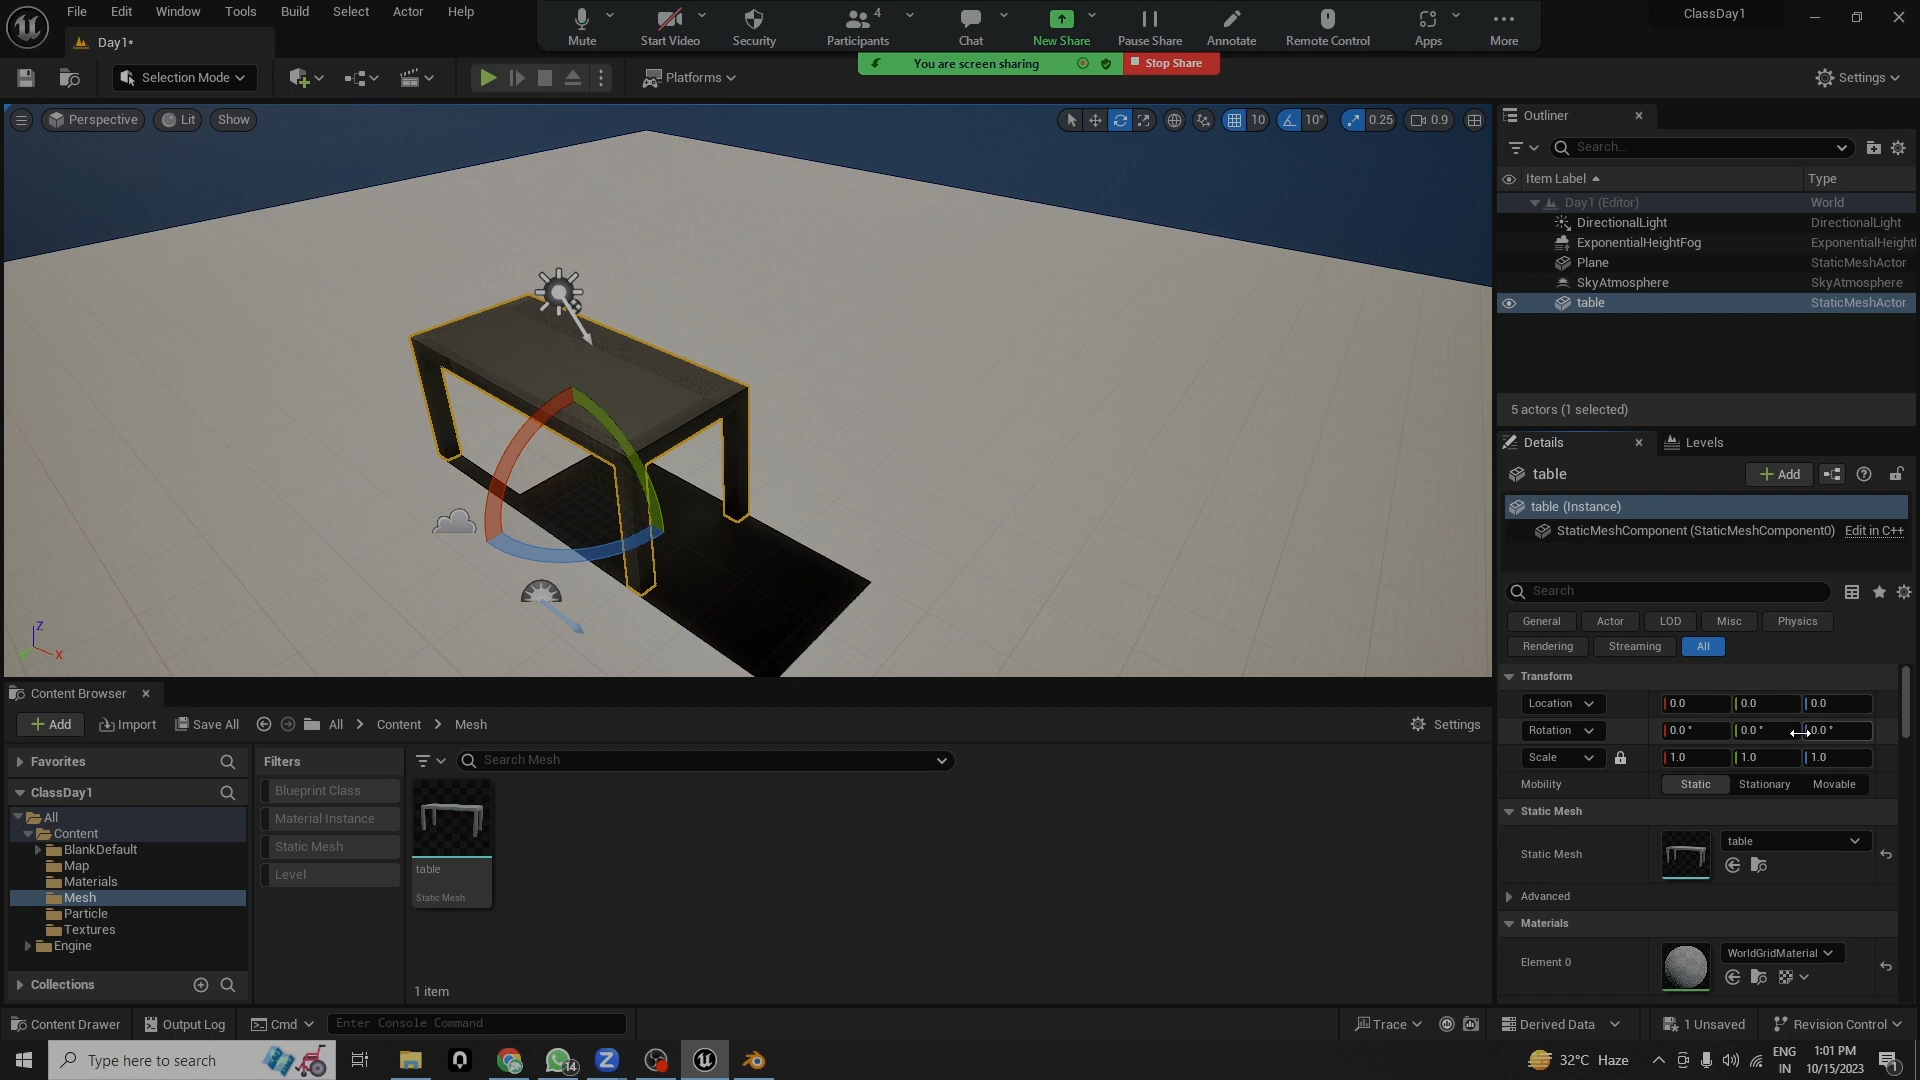 File Edit Window Tools Build Select Actor Help
Mute Start Video Security Participants 4 Chat New Share Pause Share Annotate Remote Control Apps More
ClassDay1
Day1*
You are screen sharing Stop Share
Selection Mode Platforms Settings
Perspective Lit Show 10 10° 0.25 0.9
Z
X
Outliner
Search...
Item Label Type
Day1 (Editor) World
DirectionalLight DirectionalLight
ExponentialHeightFog ExponentialHeightI
Plane StaticMeshActor
SkyAtmosphere SkyAtmosphere
table StaticMeshActor
5 actors (1 selected)
Details Levels
table Add
table (Instance)
StaticMeshComponent (StaticMeshComponent0) Edit in C++
Search
General Actor LOD Misc Physics
Rendering Streaming All
Transform
Location 0.0 0.0 0.0
Rotation 0.0 ° 0.0 ° 0.0 °
Scale 1.0 1.0 1.0
Mobility Static Stationary Movable
Static Mesh
Static Mesh table
Advanced
Materials
Element 0 WorldGridMaterial
Content Browser
Add Import Save All All Content Mesh Settings
Favorites
ClassDay1
All
Content
BlankDefault
Map
Materials
Mesh
Particle
Textures
Engine
Collections
Filters
Blueprint Class
Material Instance
Static Mesh
Level
Search Mesh
table
Static Mesh
1 item
Content Drawer Output Log Cmd Enter Console Command Trace Derived Data 1 Unsaved Revision Control
Type here to search 14 32°C Haze ENG IN 1:01 PM 10/15/2023 1